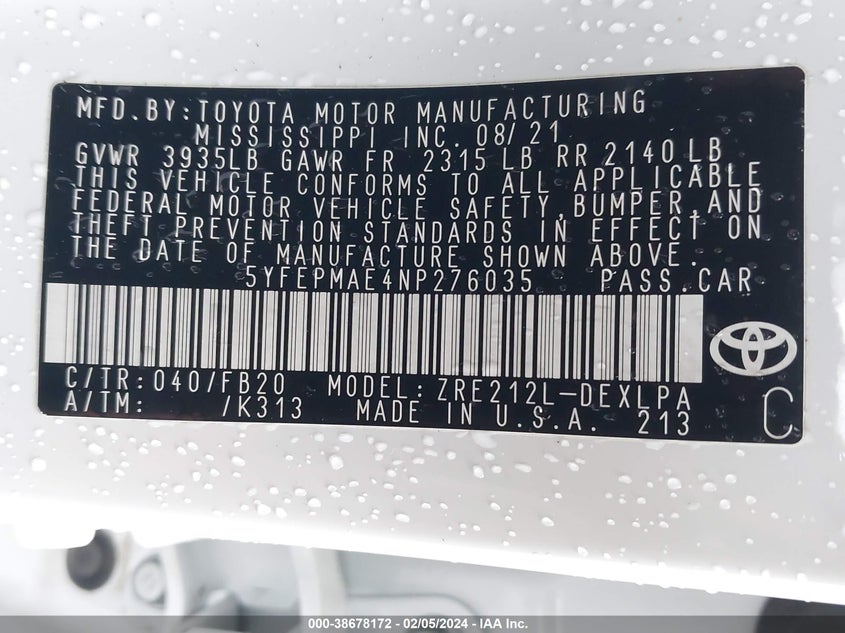 MFD.BY:TOYOTA MOTOR MANUFACTURING
MISSISSIPPI INC. 08/21
GVWR 3935LB GAWR FR 2315 LB RR 2140 LB
THIS VEHICLE CONFORMS TO ALL APPLICABLE
FEDERAL MOTOR VEHICLE SAFETY,BUMPER,AND
THEFT PREVENTION STANDARDS IN EFFECT ON
THE DATE OF MANUFACTURE SHOWN ABOVE.
5YFEPMAE4NP276035 PASS.CAR
C/TR:040/FB20 MODEL:ZRE212L-DEXLPA
A/TM: /K313 MADE IN U.S.A. 213
C
000-38678172 - 02/05/2024 - IAA Inc.